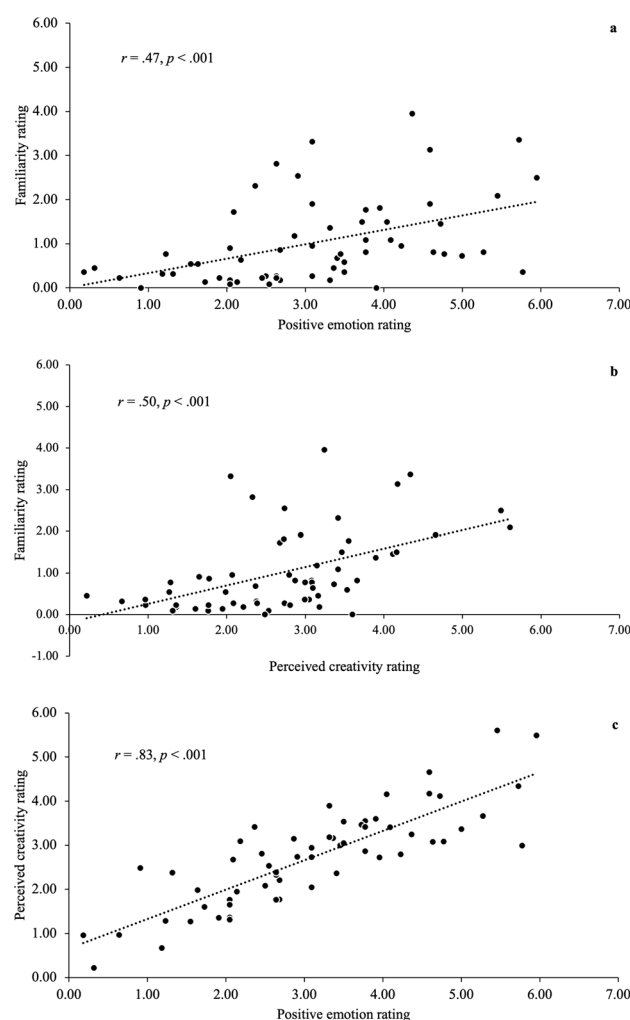 6.00
a
r = .47, p < .001
5.00
4.00
3.00
2.00
1.00
0.00
Familiarity rating
0.00 1.00 2.00 3.00 4.00 5.00 6.00 7.00
Positive emotion rating
6.00
b
r = .50, p < .001
5.00
4.00
3.00
2.00
1.00
0.00
-1.00
Familiarity rating
0.00 1.00 2.00 3.00 4.00 5.00 6.00 7.00
Perceived creativity rating
6.00
c
r = .83, p < .001
5.00
4.00
3.00
2.00
1.00
0.00
Perceived creativity rating
0.00 1.00 2.00 3.00 4.00 5.00 6.00 7.00
Positive emotion rating